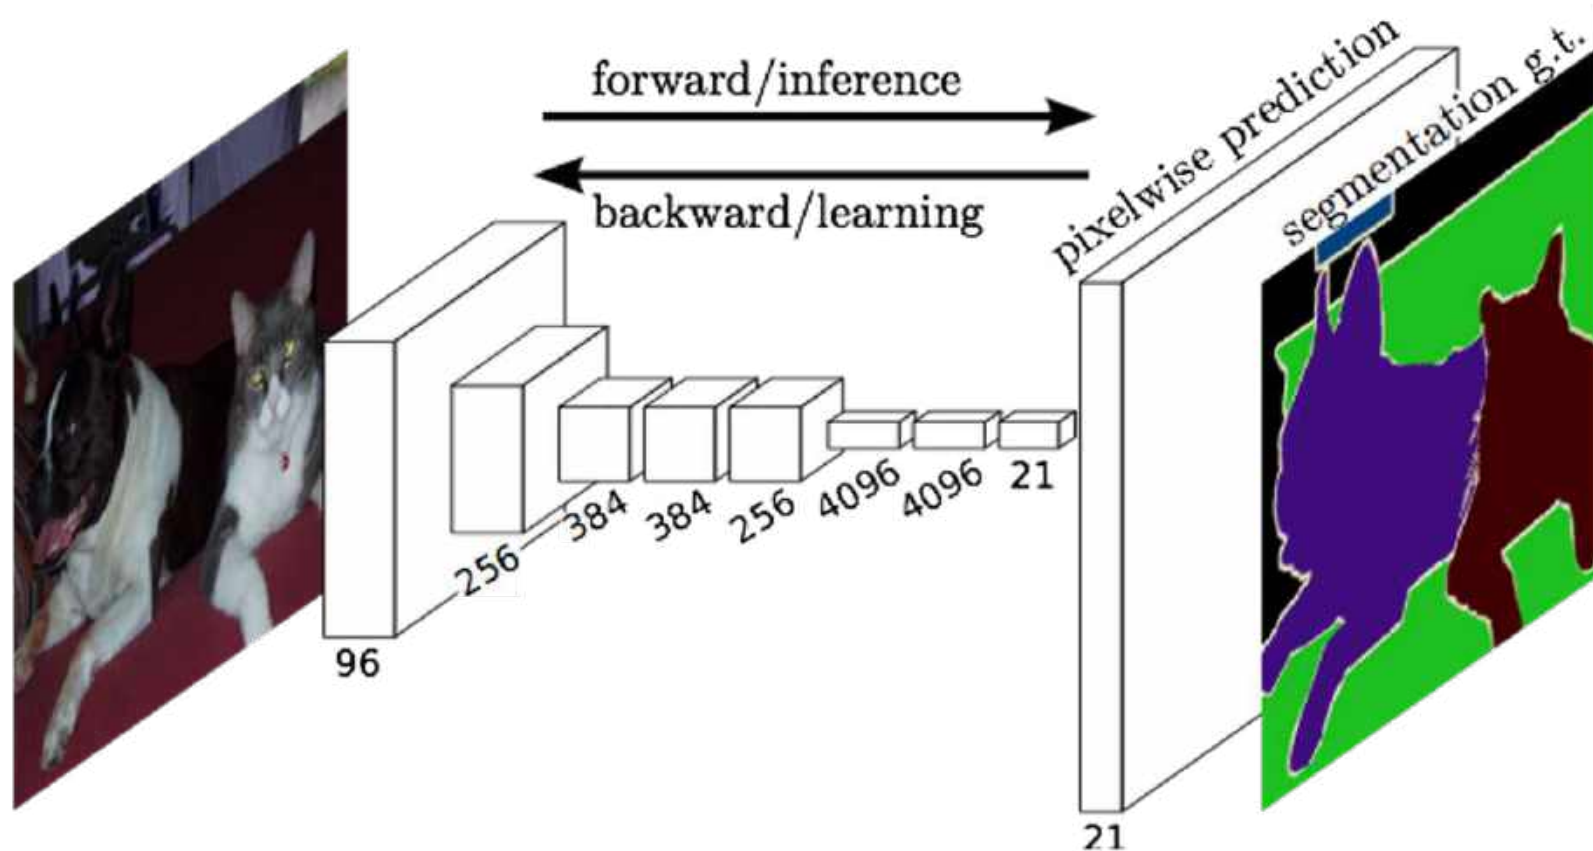 forward/inference
backward/learning
pixelwise prediction
segmentation g.t.
96
256
384
384
256
4096
4096
21
21